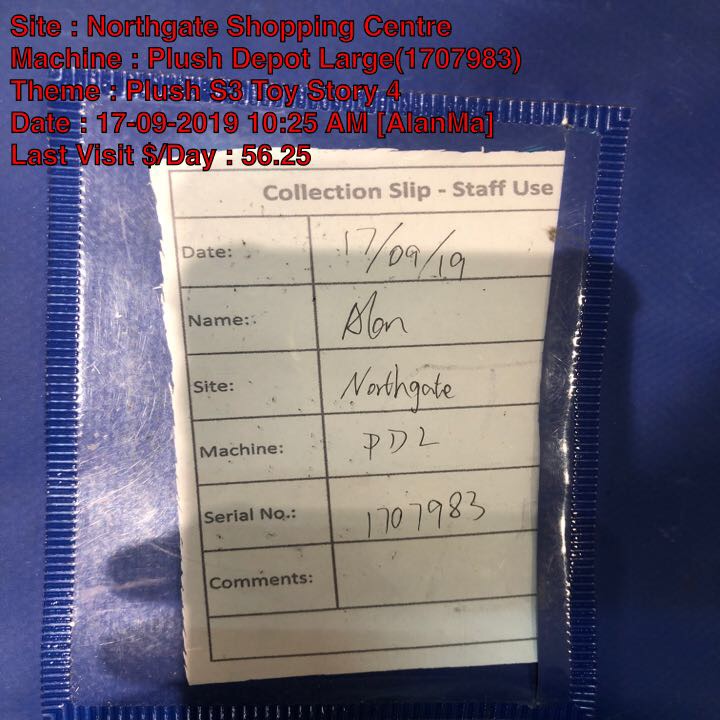 Site : Northgate Shopping Centre
Machine : Plush Depot Large(1707983)
Theme : Plush S3 Toy Story 4
Date : 17-09-2019 10:25 AM [AlanMa]
Last Visit $/Day : 56.25
Collection Slip - Staff Use
Date: 17/09/19
Name: Alan
Site: Northgate
Machine: PDL
Serial No.: 1707983
Comments: